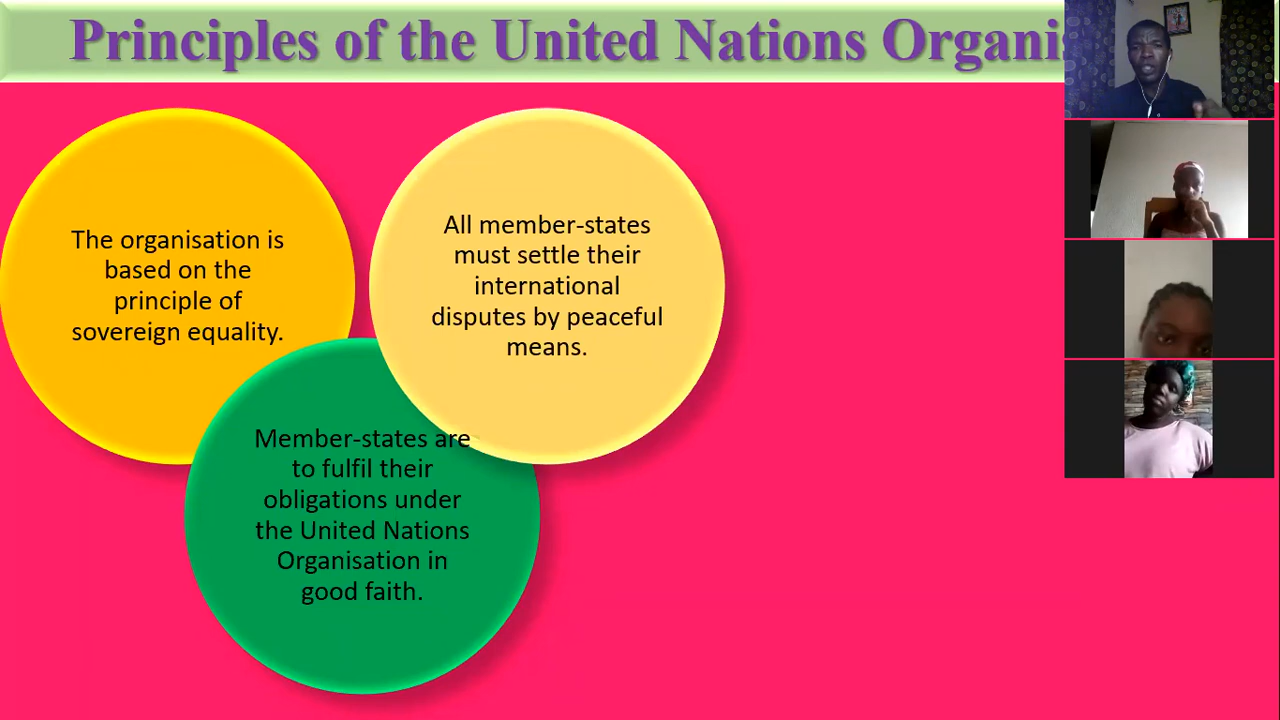 Principles of the United Nations Organis
The organisation is
based on the
principle of
sovereign equality.
All member-states
must settle their
international
disputes by peaceful
means.
Member-states are
to fulfil their
obligations under
the United Nations
Organisation in
good faith.